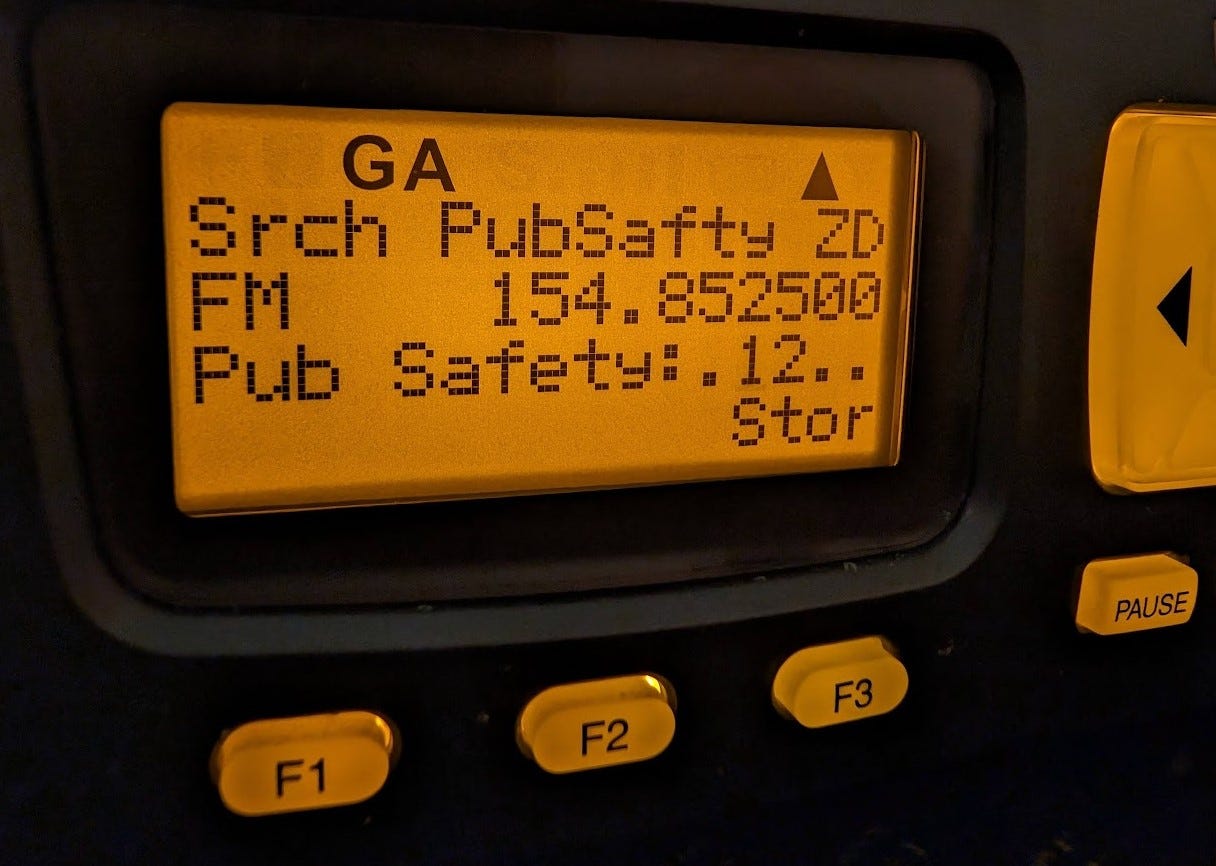 GA ▲
Srch PubSafty ZD
FM 154.852500
Pub Safety:.12..
Stor
PAUSE
F1 F2 F3